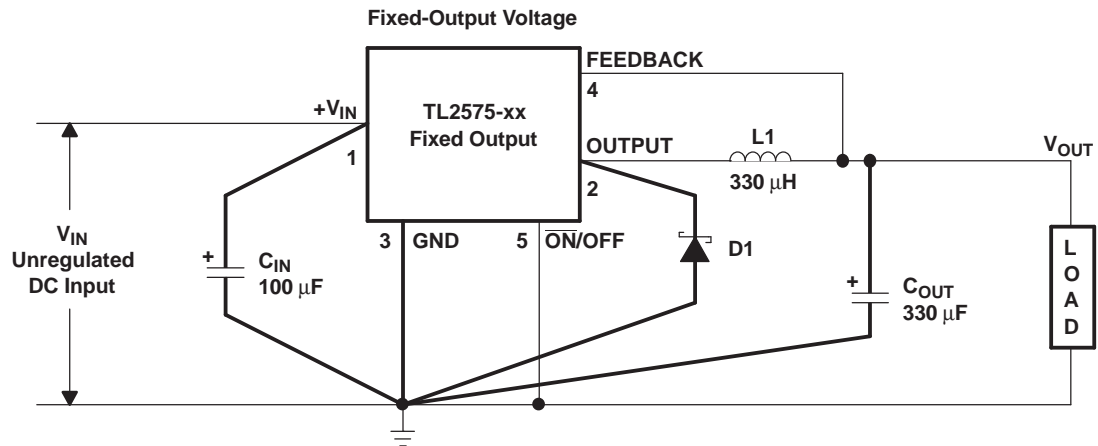 Fixed-Output Voltage
FEEDBACK
4
+VIN
TL2575-xx
Fixed Output
1
OUTPUT
2
L1
330 μH
VOUT
3
GND
5
ON/OFF
D1
VIN
Unregulated
DC Input
+
CIN
100 μF
+
COUT
330 μF
L
O
A
D